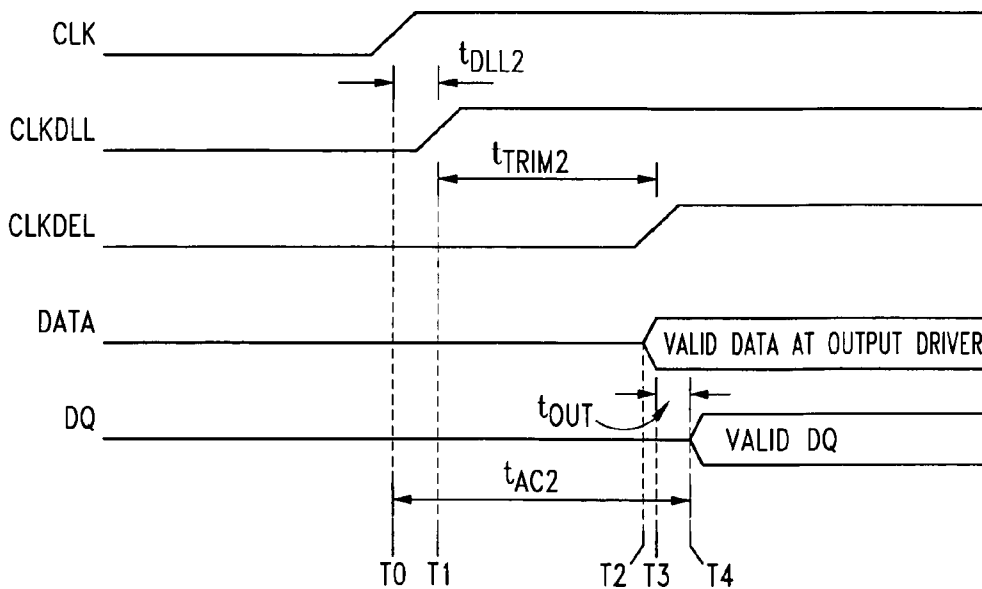 CLK
tDLL2
CLKDLL
tTRIM2
CLKDEL
DATA
VALID DATA AT OUTPUT DRIVER
tOUT
DQ
VALID DQ
tAC2
T0 T1 T2 T3 T4